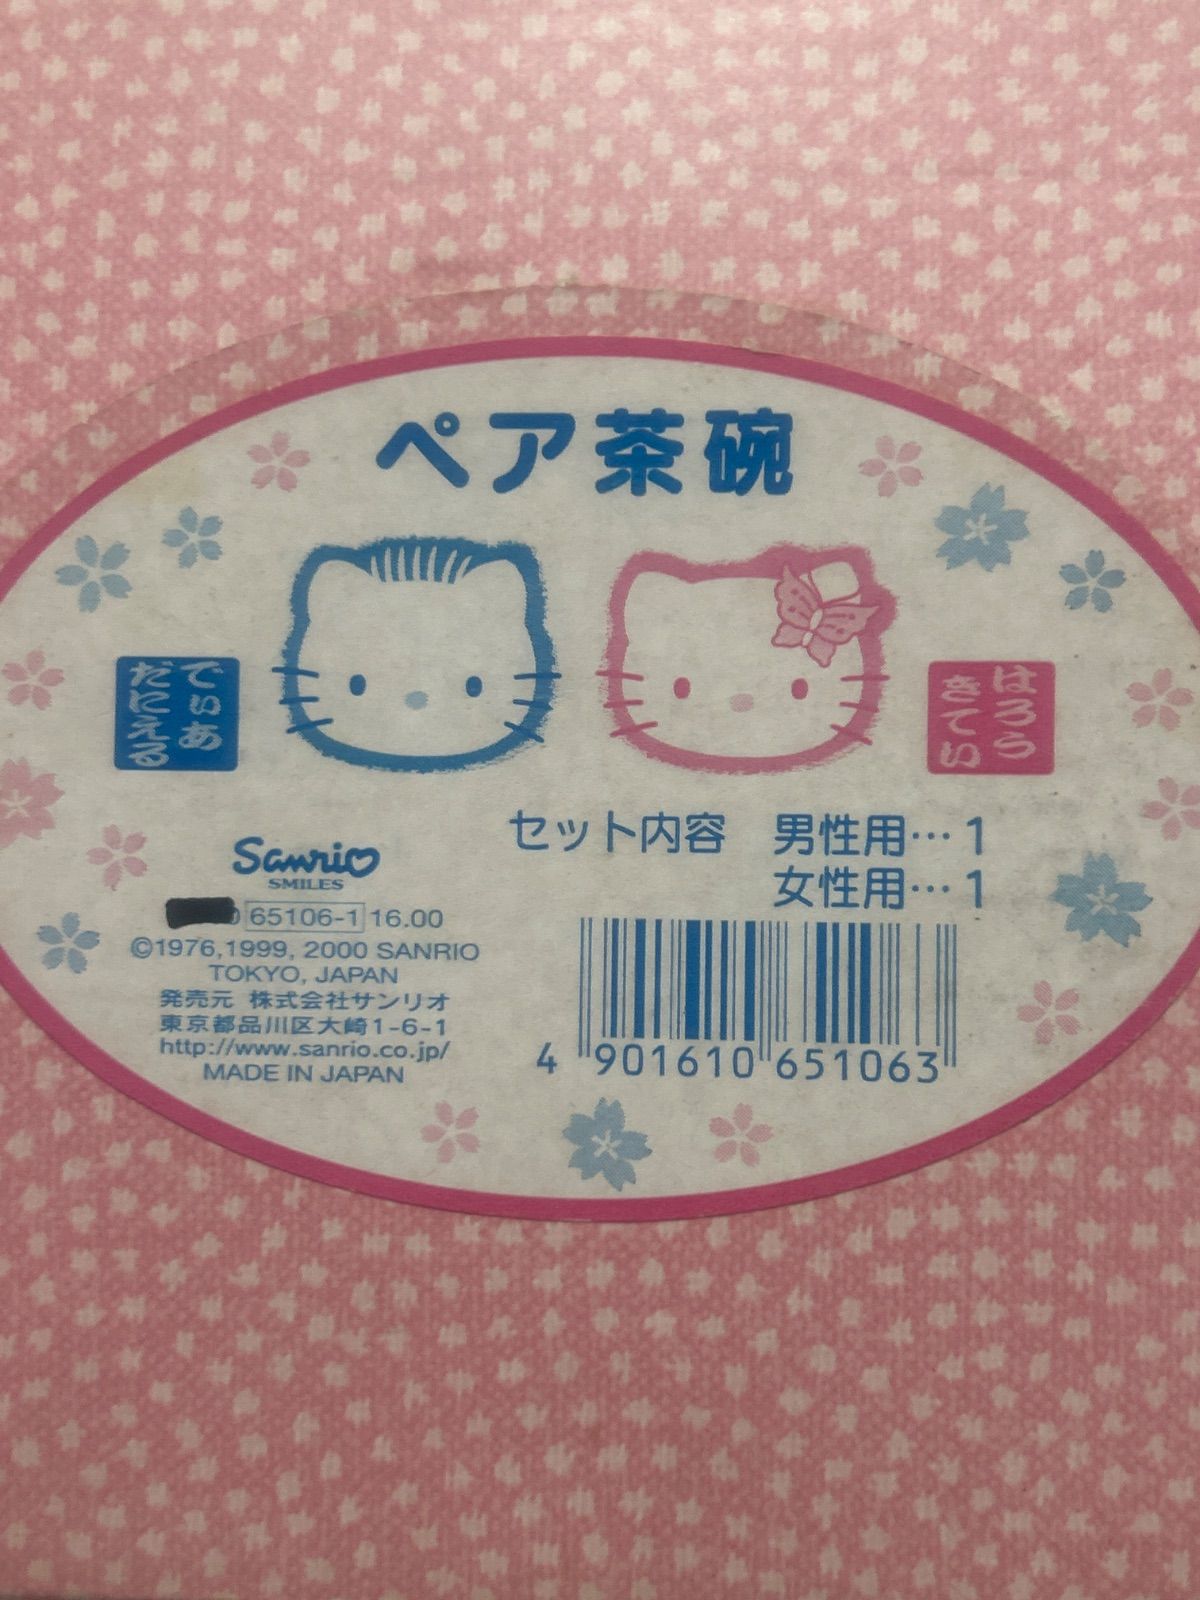 ペア茶碗
でぃあ
だにえる
はろう
きてい
セット内容 男性用…1
女性用…1
Sanrio
SMILES
65106-1 16.00
©1976,1999, 2000 SANRIO
TOKYO, JAPAN
発売元 株式会社サンリオ
東京都品川区大崎1-6-1
http://www.sanrio.co.jp/
MADE IN JAPAN
4 901610 651063